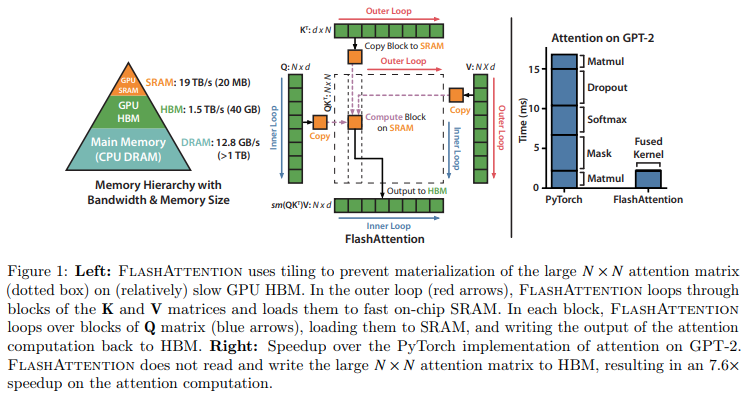 Outer Loop
Kᵀ: d x N
Copy Block to SRAM
Outer Loop
Q: N x d
V: N X d
QKᵀ: N x N
Copy
Compute Block
on SRAM
Copy
Inner Loop
Inner Loop
Outer Loop
Output to HBM
sm(QKᵀ)V: N x d
Inner Loop
FlashAttention
GPU
SRAM
SRAM: 19 TB/s (20 MB)
GPU
HBM
HBM: 1.5 TB/s (40 GB)
Main Memory
(CPU DRAM)
DRAM: 12.8 GB/s
(>1 TB)
Memory Hierarchy with
Bandwidth & Memory Size
Attention on GPT-2
Time (ms)
15
10
5
0
Matmul
Dropout
Softmax
Mask
Matmul
Fused
Kernel
PyTorch
FlashAttention
Figure 1: Left: FLASHATTENTION uses tiling to prevent materialization of the large N × N attention matrix
(dotted box) on (relatively) slow GPU HBM. In the outer loop (red arrows), FLASHATTENTION loops through
blocks of the K and V matrices and loads them to fast on-chip SRAM. In each block, FLASHATTENTION
loops over blocks of Q matrix (blue arrows), loading them to SRAM, and writing the output of the attention
computation back to HBM. Right: Speedup over the PyTorch implementation of attention on GPT-2.
FLASHATTENTION does not read and write the large N × N attention matrix to HBM, resulting in an 7.6×
speedup on the attention computation.